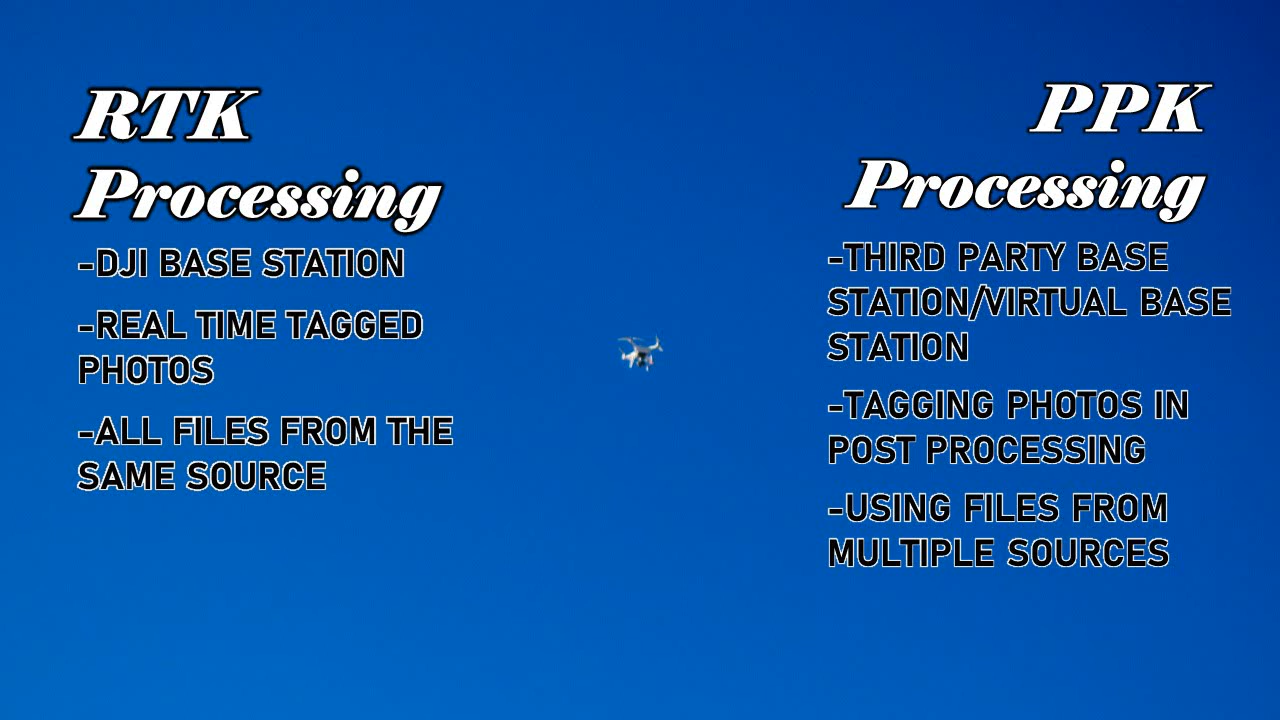 RTK
Processing
-DJI BASE STATION
-REAL TIME TAGGED
PHOTOS
-ALL FILES FROM THE
SAME SOURCE
PPK
Processing
-THIRD PARTY BASE
STATION/VIRTUAL BASE
STATION
-TAGGING PHOTOS IN
POST PROCESSING
-USING FILES FROM
MULTIPLE SOURCES